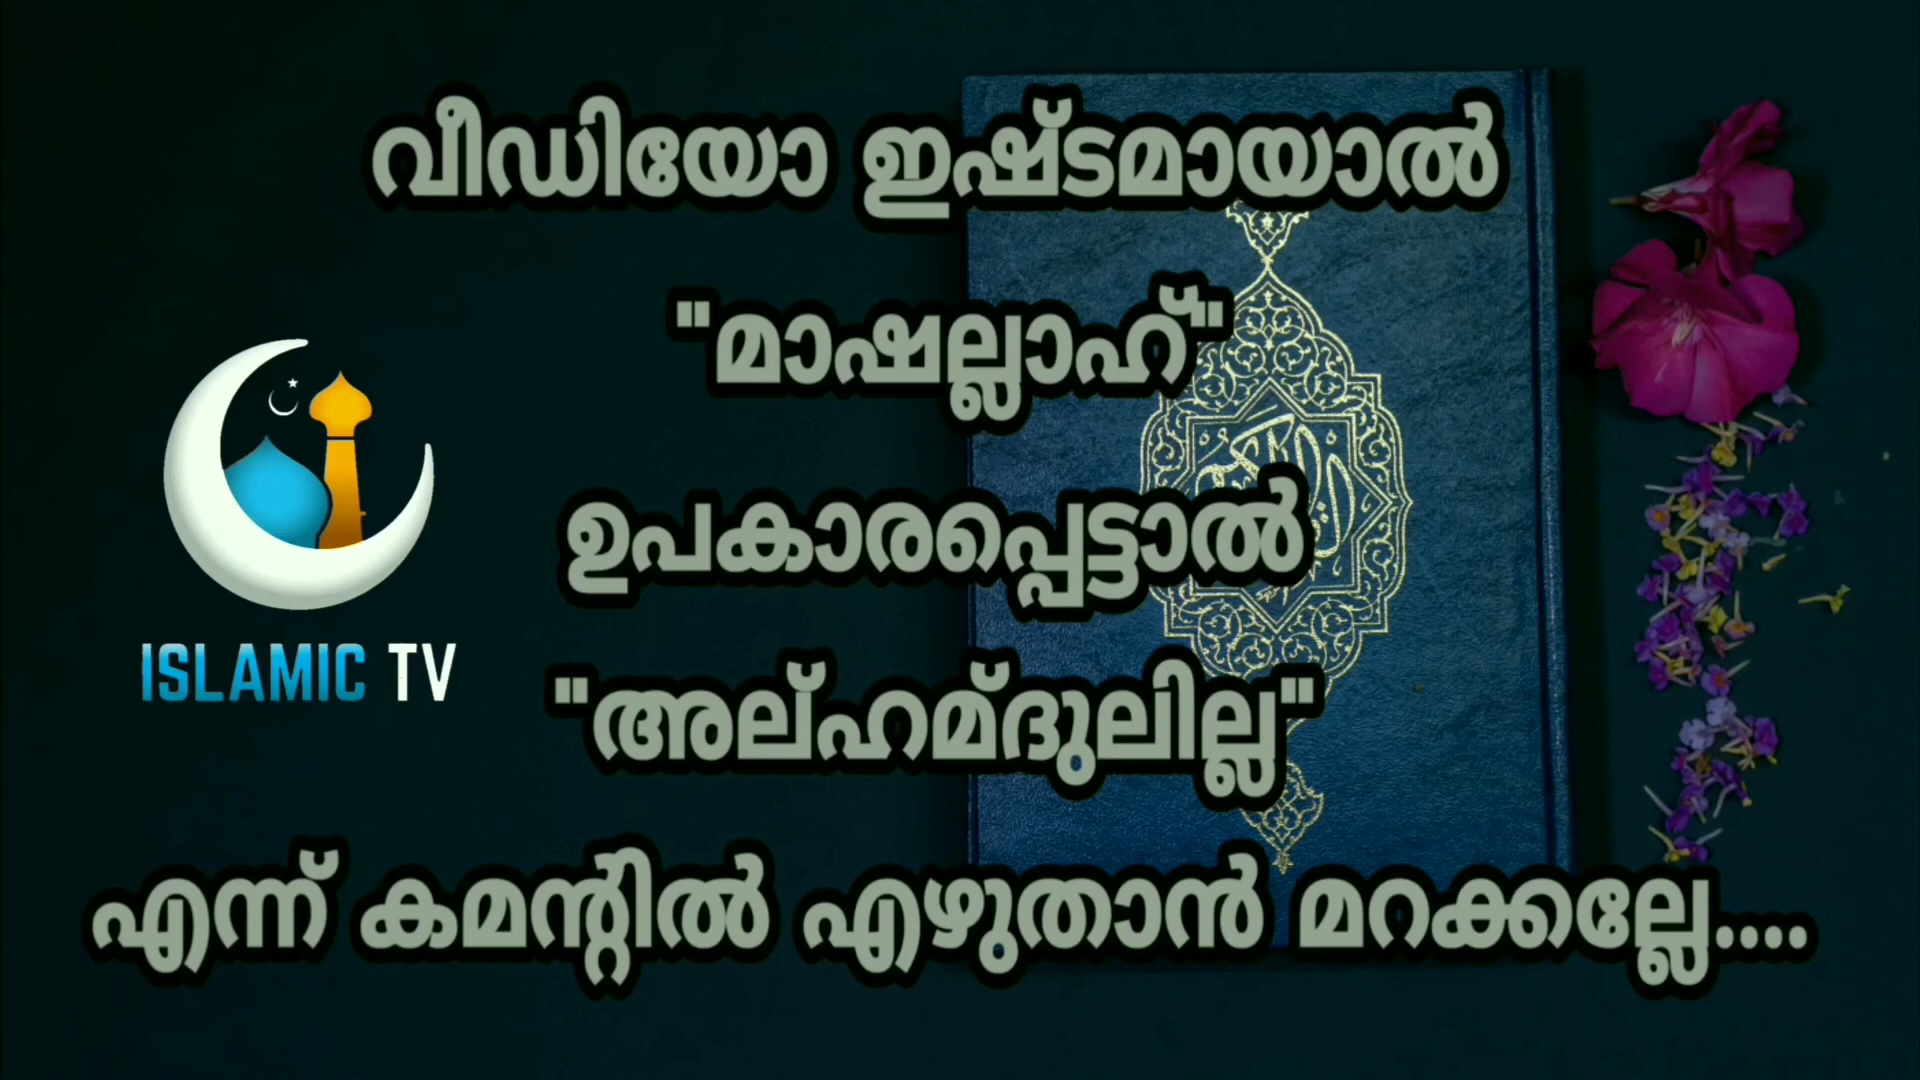 വീഡിയോ ഇഷ്ടമായാൽ
"മാഷല്ലാഹ്"
ഉപകാരപ്പെട്ടാൽ
"അല്ഹമ്ദുലില്ല"
എന്ന് കമന്റിൽ എഴുതാൻ മറക്കല്ലേ....
ISLAMIC TV